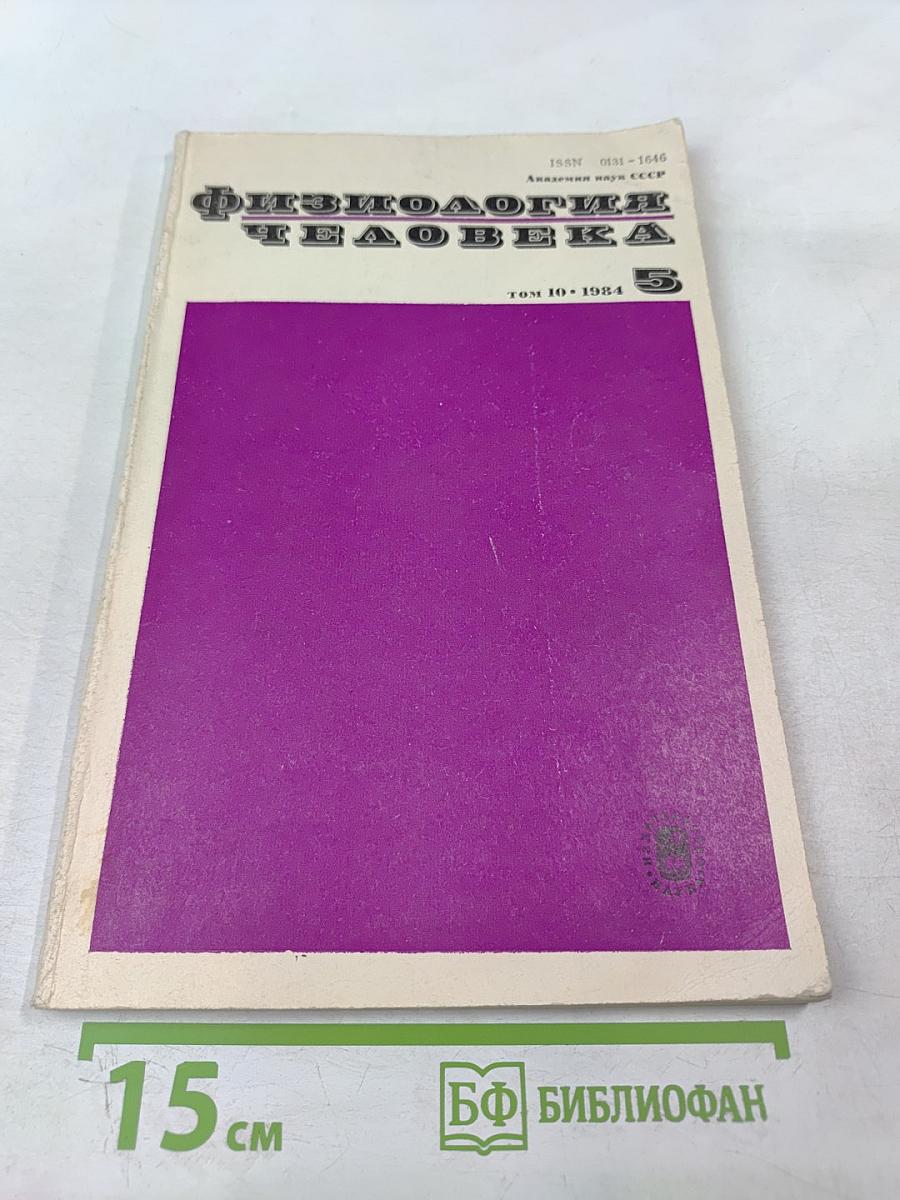 ISSN 0131-1646
Академия наук СССР
ФИЗИОЛОГИЯ
ЧЕЛОВЕКА
ТОМ 10 • 1984 5
15 см
БФ БИБЛИОФАН